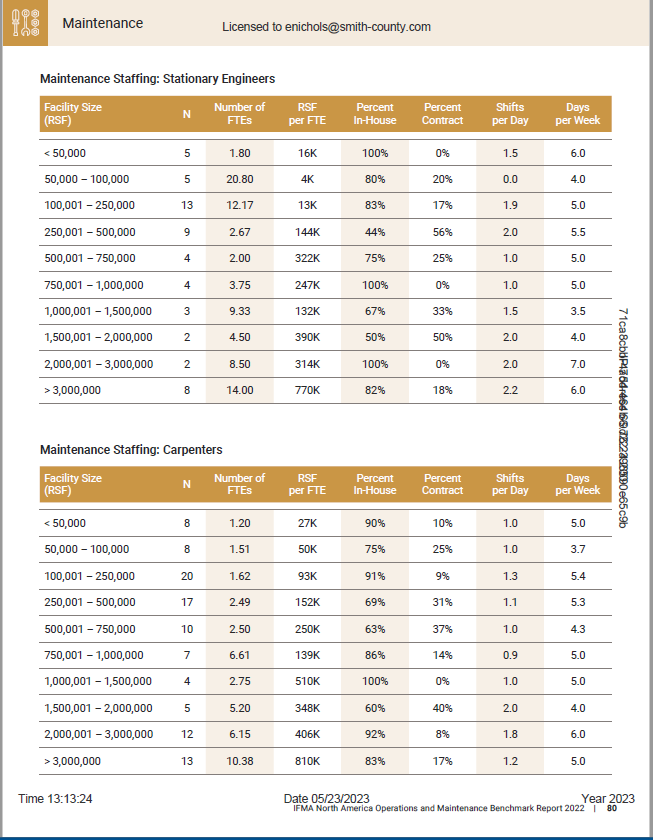 Maintenance
Licensed to enichols@smith-county.com
Maintenance Staffing: Stationary Engineers
Facility Size (RSF) N Number of FTEs RSF per FTE Percent In-House Percent Contract Shifts per Day Days per Week
< 50,000 5 1.80 16K 100% 0% 1.5 6.0
50,000 – 100,000 5 20.80 4K 80% 20% 0.0 4.0
100,001 – 250,000 13 12.17 13K 83% 17% 1.9 5.0
250,001 – 500,000 9 2.67 144K 44% 56% 2.0 5.5
500,001 – 750,000 4 2.00 322K 75% 25% 1.0 5.0
750,001 – 1,000,000 4 3.75 247K 100% 0% 1.0 5.0
1,000,001 – 1,500,000 3 9.33 132K 67% 33% 1.5 3.5
1,500,001 – 2,000,000 2 4.50 390K 50% 50% 2.0 4.0
2,000,001 – 3,000,000 2 8.50 314K 100% 0% 2.0 7.0
> 3,000,000 8 14.00 770K 82% 18% 2.2 6.0
Maintenance Staffing: Carpenters
Facility Size (RSF) N Number of FTEs RSF per FTE Percent In-House Percent Contract Shifts per Day Days per Week
< 50,000 8 1.20 27K 90% 10% 1.0 5.0
50,000 – 100,000 8 1.51 50K 75% 25% 1.0 3.7
100,001 – 250,000 20 1.62 93K 91% 9% 1.3 5.4
250,001 – 500,000 17 2.49 152K 69% 31% 1.1 5.3
500,001 – 750,000 10 2.50 250K 63% 37% 1.0 4.3
750,001 – 1,000,000 7 6.61 139K 86% 14% 0.9 5.0
1,000,001 – 1,500,000 4 2.75 510K 100% 0% 1.0 5.0
1,500,001 – 2,000,000 5 5.20 348K 60% 40% 2.0 4.0
2,000,001 – 3,000,000 12 6.15 406K 92% 8% 1.8 6.0
> 3,000,000 13 10.38 810K 83% 17% 1.2 5.0
Time 13:13:24 Date 05/23/2023 Year 2023
IFMA North America Operations and Maintenance Benchmark Report 2022 | 80